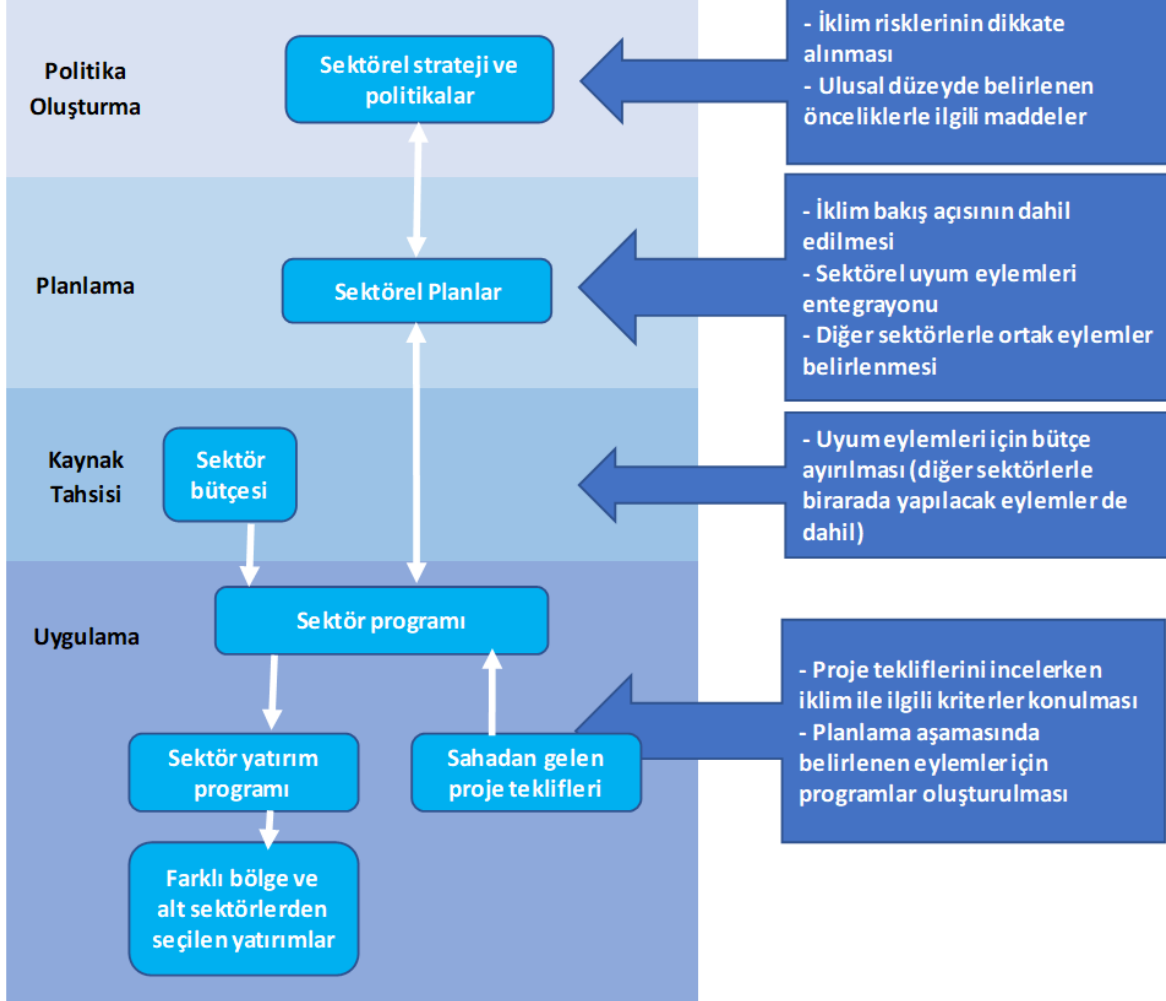 Politika
Oluşturma
Sektörel strateji ve
politikalar
- İklim risklerinin dikkate
alınması
- Ulusal düzeyde belirlenen
önceliklerle ilgili maddeler
Planlama
Sektörel Planlar
- İklim bakış açısının dahil
edilmesi
- Sektörel uyum eylemleri
entegrayonu
- Diğer sektörlerle ortak eylemler
belirlenmesi
Kaynak
Tahsisi
Sektör
bütçesi
- Uyum eylemleri için bütçe
ayırılması (diğer sektörlerle
birarada yapılacak eylemler de
dahil)
Uygulama
Sektör programı
Sektör yatırım
programı
Sahadan gelen
proje teklifleri
Farklı bölge ve
alt sektörlerden
seçilen yatırımlar
- Proje tekliflerini incelerken
iklim ile ilgili kriterler konulması
- Planlama aşamasında
belirlenen eylemler için
programlar oluşturulması